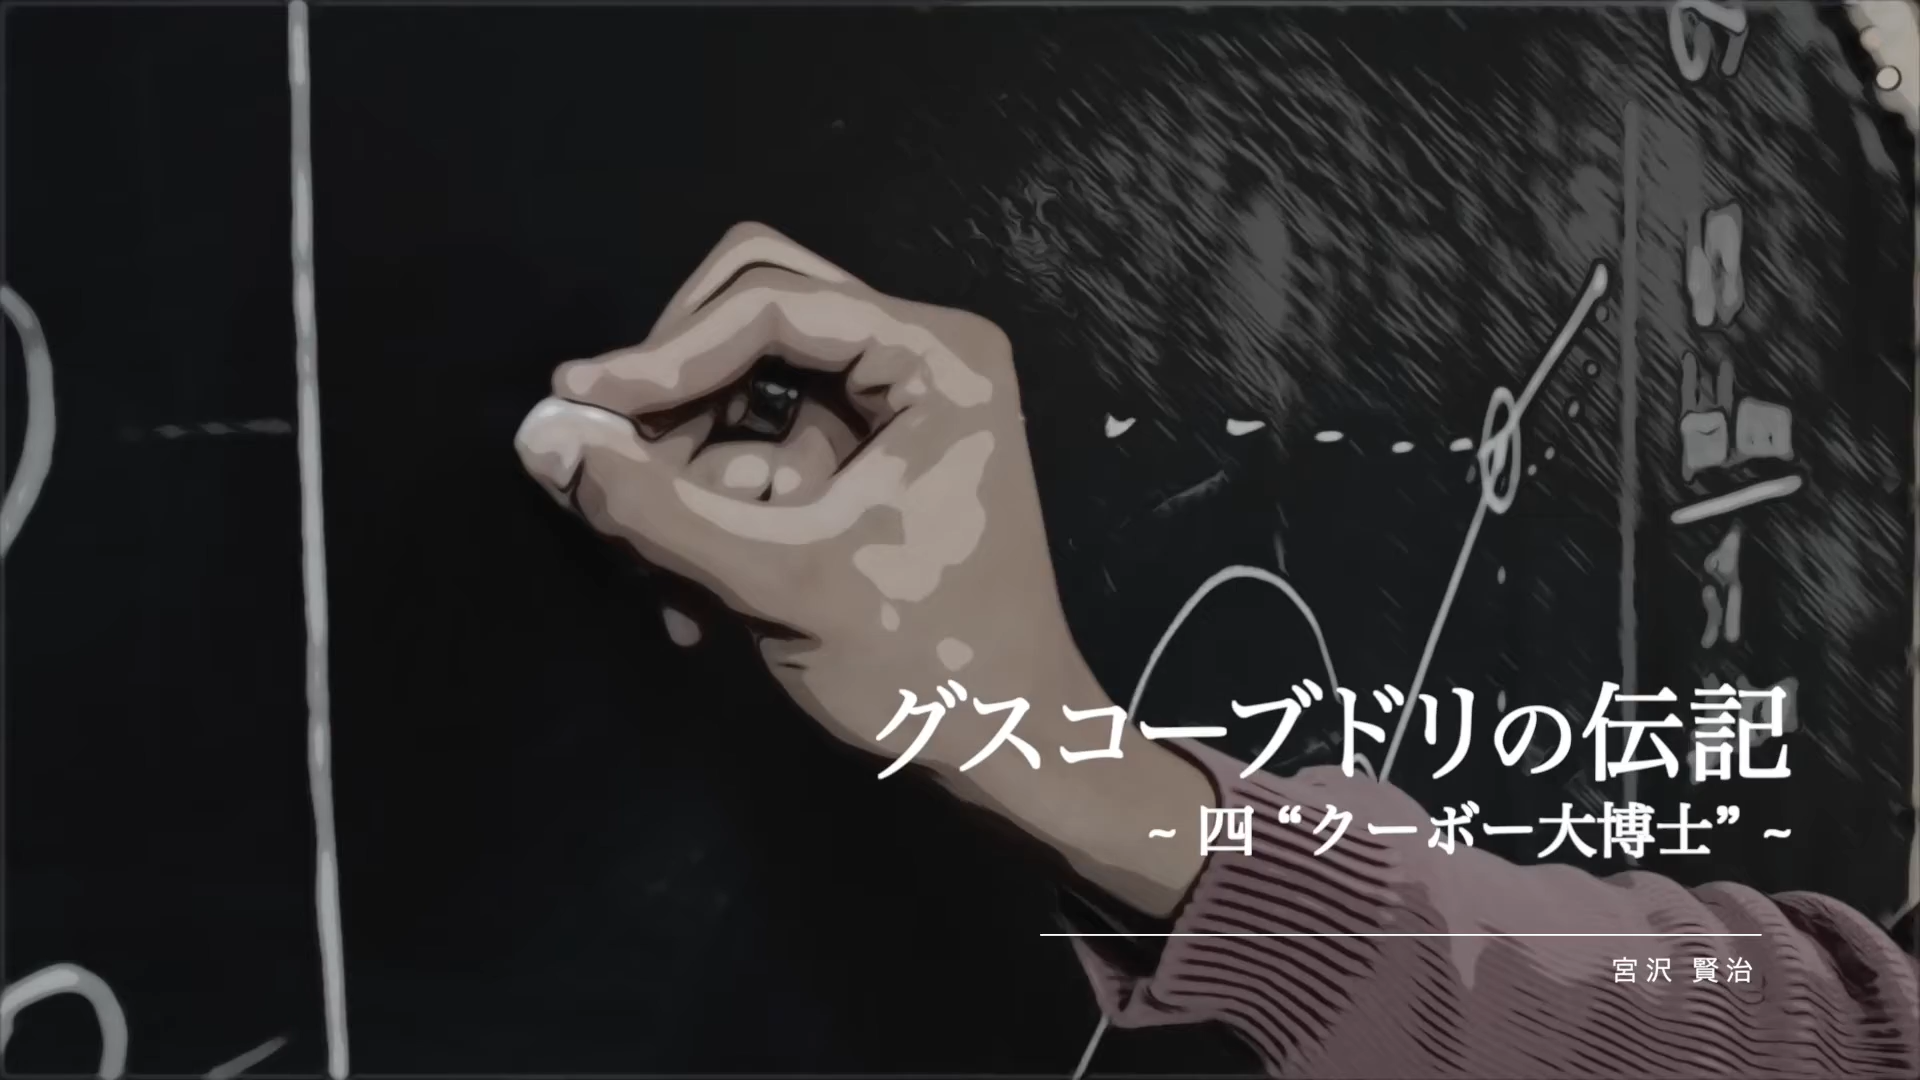 グスコーブドリの伝記
~ 四 “クーボー大博士” ~
宮沢 賢治